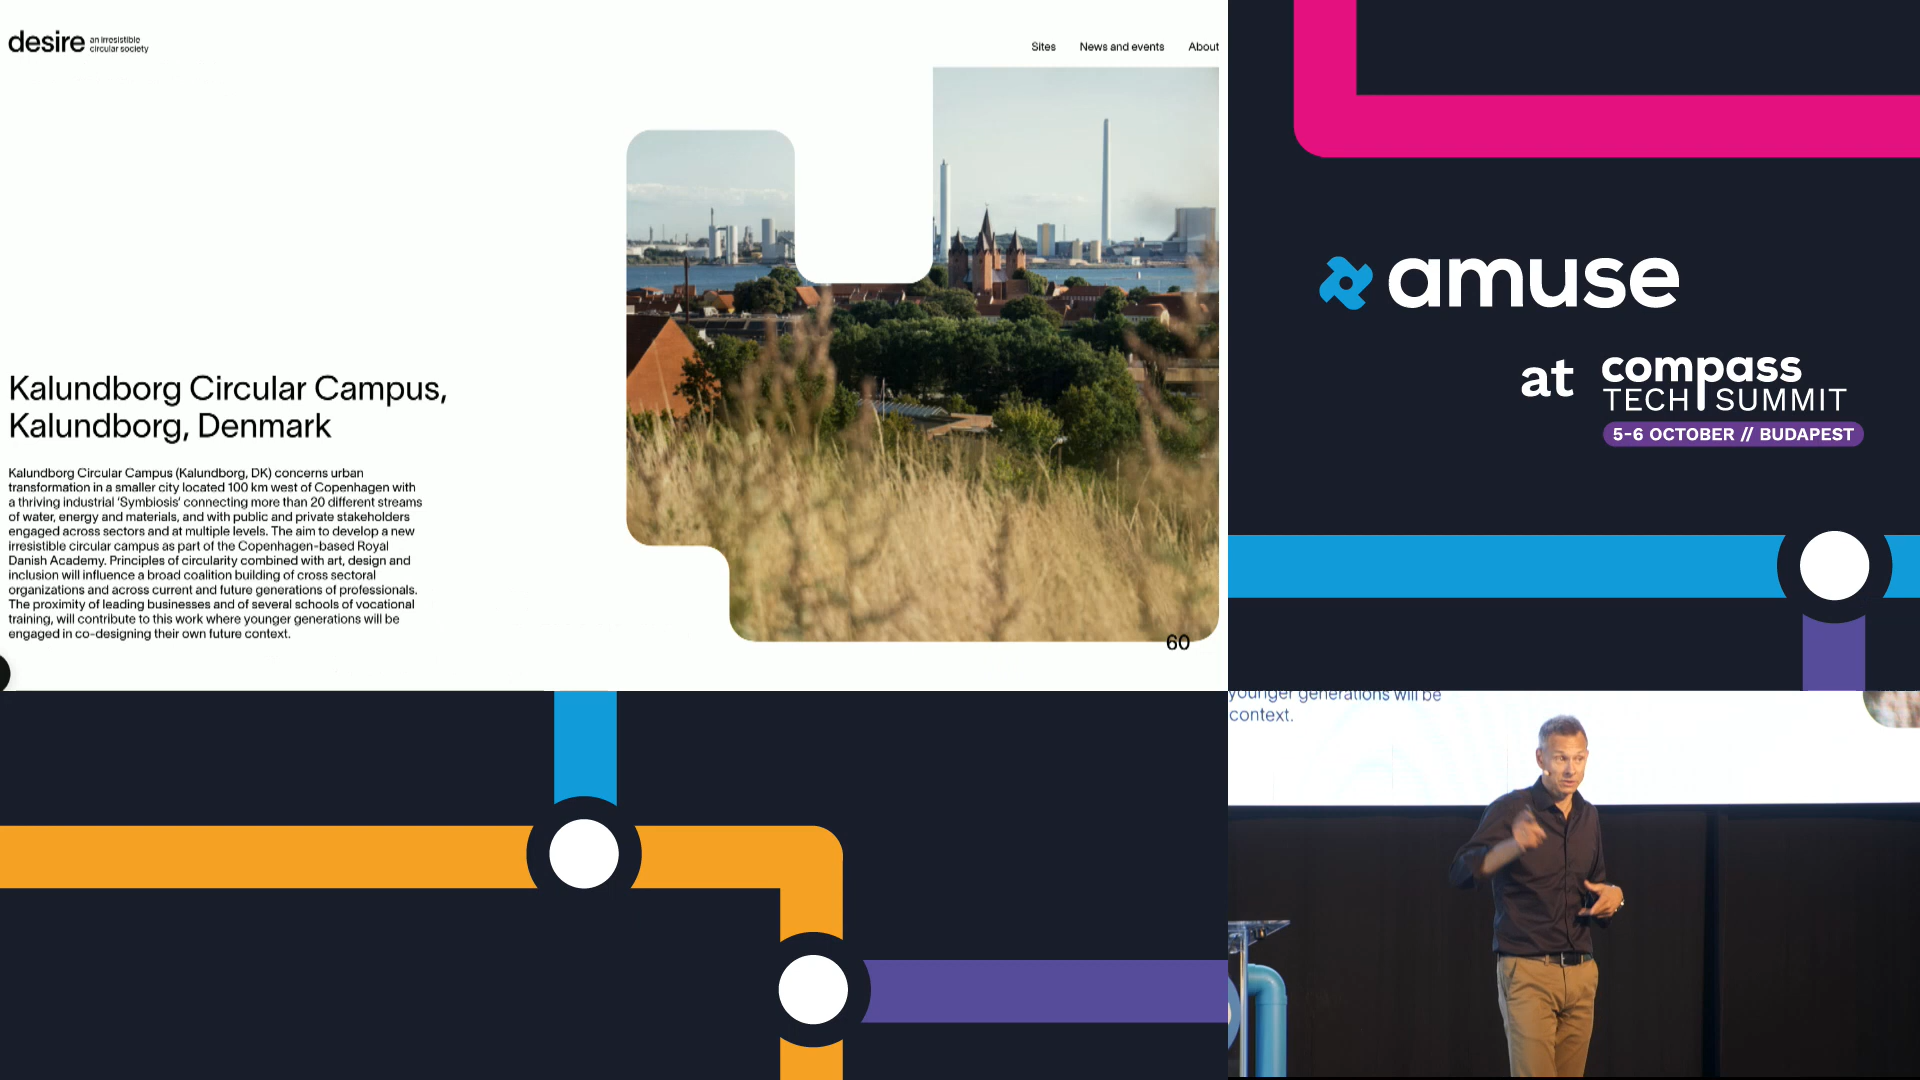 desire an irresistible
circular society
Sites News and events About
Kalundborg Circular Campus,
Kalundborg, Denmark
Kalundborg Circular Campus (Kalundborg, DK) concerns urban
transformation in a smaller city located 100 km west of Copenhagen with
a thriving industrial 'Symbiosis' connecting more than 20 different streams
of water, energy and materials, and with public and private stakeholders
engaged across sectors and at multiple levels. The aim to develop a new
irresistible circular campus as part of the Copenhagen-based Royal
Danish Academy. Principles of circularity combined with art, design and
inclusion will influence a broad coalition building of cross sectoral
organizations and across current and future generations of professionals.
The proximity of leading businesses and of several schools of vocational
training, will contribute to this work where younger generations will be
engaged in co-designing their own future context.
60
amuse
at compass
TECH SUMMIT
5-6 OCTOBER // BUDAPEST
younger generations will be
context.